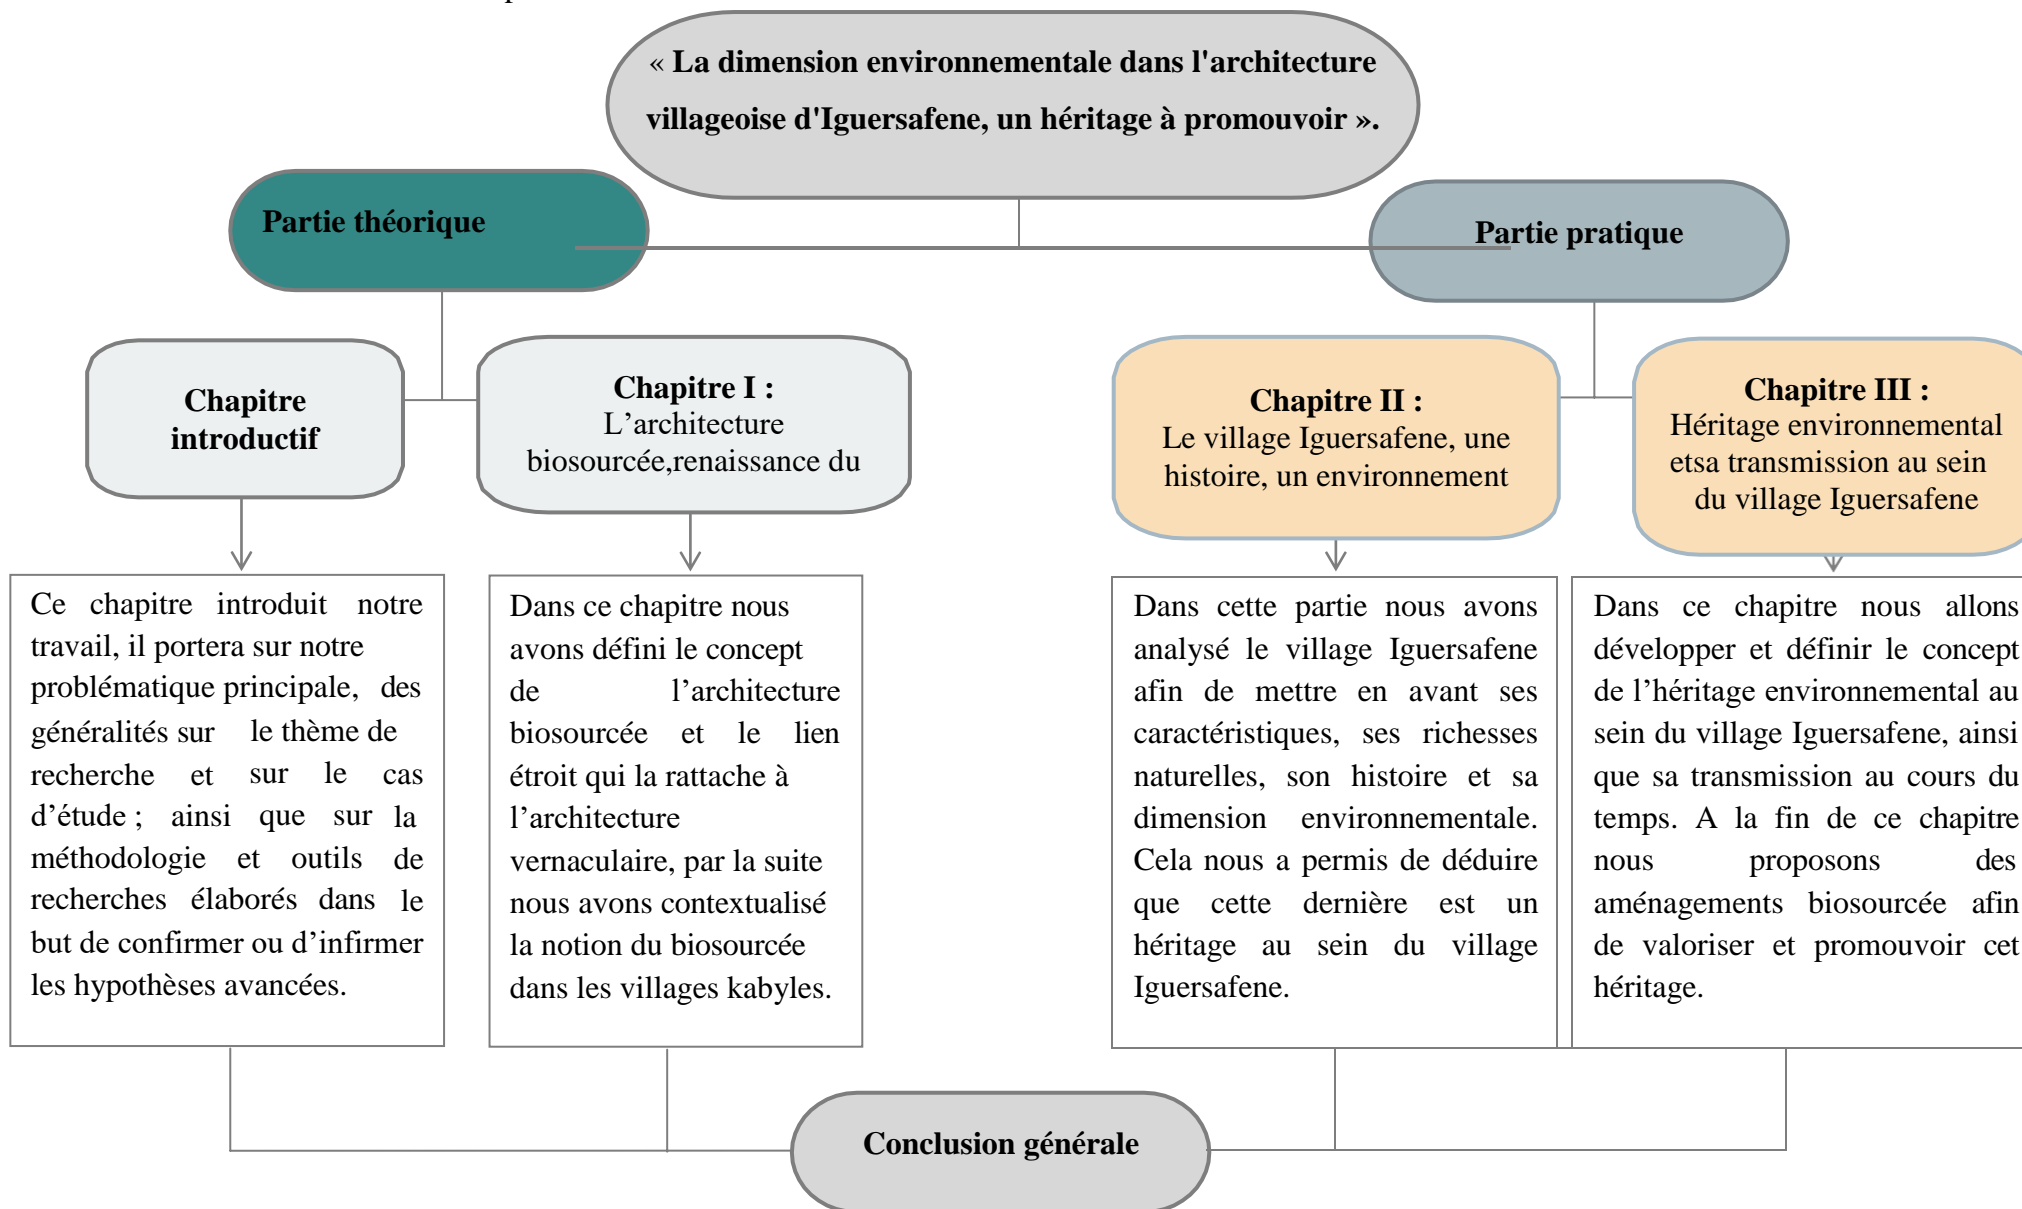 « La dimension environnementale dans l'architecture
villageoise d'Iguersafene, un héritage à promouvoir ».
Partie théorique
Partie pratique
Chapitre
introductif
Chapitre I :
L’architecture
biosourcée,renaissance du
Chapitre II :
Le village Iguersafene, une
histoire, un environnement
Chapitre III :
Héritage environnemental
etsa transmission au sein
du village Iguersafene
Ce chapitre introduit notre
travail, il portera sur notre
problématique principale, des
généralités sur le thème de
recherche et sur le cas
d’étude ; ainsi que sur la
méthodologie et outils de
recherches élaborés dans le
but de confirmer ou d’infirmer
les hypothèses avancées.
Dans ce chapitre nous
avons défini le concept
de l’architecture
biosourcée et le lien
étroit qui la rattache à
l’architecture
vernaculaire, par la suite
nous avons contextualisé
la notion du biosourcée
dans les villages kabyles.
Dans cette partie nous avons
analysé le village Iguersafene
afin de mettre en avant ses
caractéristiques, ses richesses
naturelles, son histoire et sa
dimension environnementale.
Cela nous a permis de déduire
que cette dernière est un
héritage au sein du village
Iguersafene.
Dans ce chapitre nous allons
développer et définir le concept
de l’héritage environnemental au
sein du village Iguersafene, ainsi
que sa transmission au cours du
temps. A la fin de ce chapitre
nous proposons des
aménagements biosourcée afin
de valoriser et promouvoir cet
héritage.
Conclusion générale